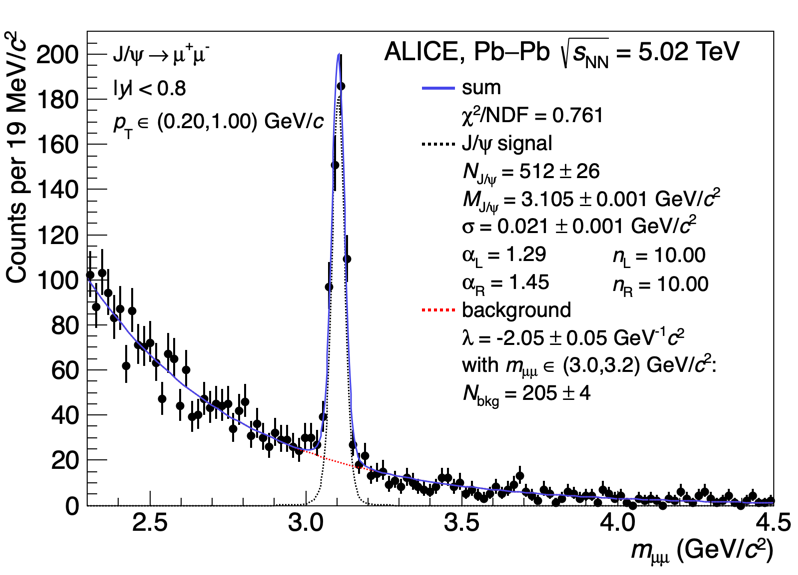 Counts per 19 MeV/c²
200
180
160
140
120
100
80
60
40
20
0
J/ψ → μ⁺μ⁻
|y| < 0.8
p_T ∈ (0.20,1.00) GeV/c
ALICE, Pb–Pb √s_NN = 5.02 TeV
sum
χ²/NDF = 0.761
J/ψ signal
N_J/ψ = 512 ± 26
M_J/ψ = 3.105 ± 0.001 GeV/c²
σ = 0.021 ± 0.001 GeV/c²
α_L = 1.29 n_L = 10.00
α_R = 1.45 n_R = 10.00
background
λ = -2.05 ± 0.05 GeV⁻¹c²
with m_μμ ∈ (3.0,3.2) GeV/c²:
N_bkg = 205 ± 4
2.5 3.0 3.5 4.0 4.5
m_μμ (GeV/c²)